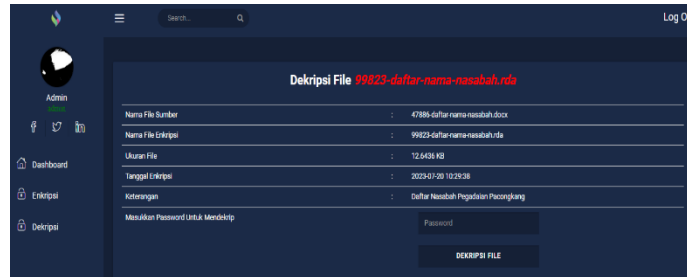 Search...
Log O
Admin
admin
Dashboard
Enkripsi
Dekripsi
Dekripsi File 99823-daftar-nama-nasabah.rda
Nama File Sumber : 47886-daftar-nama-nasabah.docx
Nama File Enkripsi : 99823-daftar-nama-nasabah.rda
Ukuran File : 12.6436 KB
Tanggal Enkripsi : 2023-07-20 10:29:38
Keterangan : Daftar Nasabah Pegadaian Pacongkang
Masukkan Password Untuk Mendekrip
Password
DEKRIPSI FILE